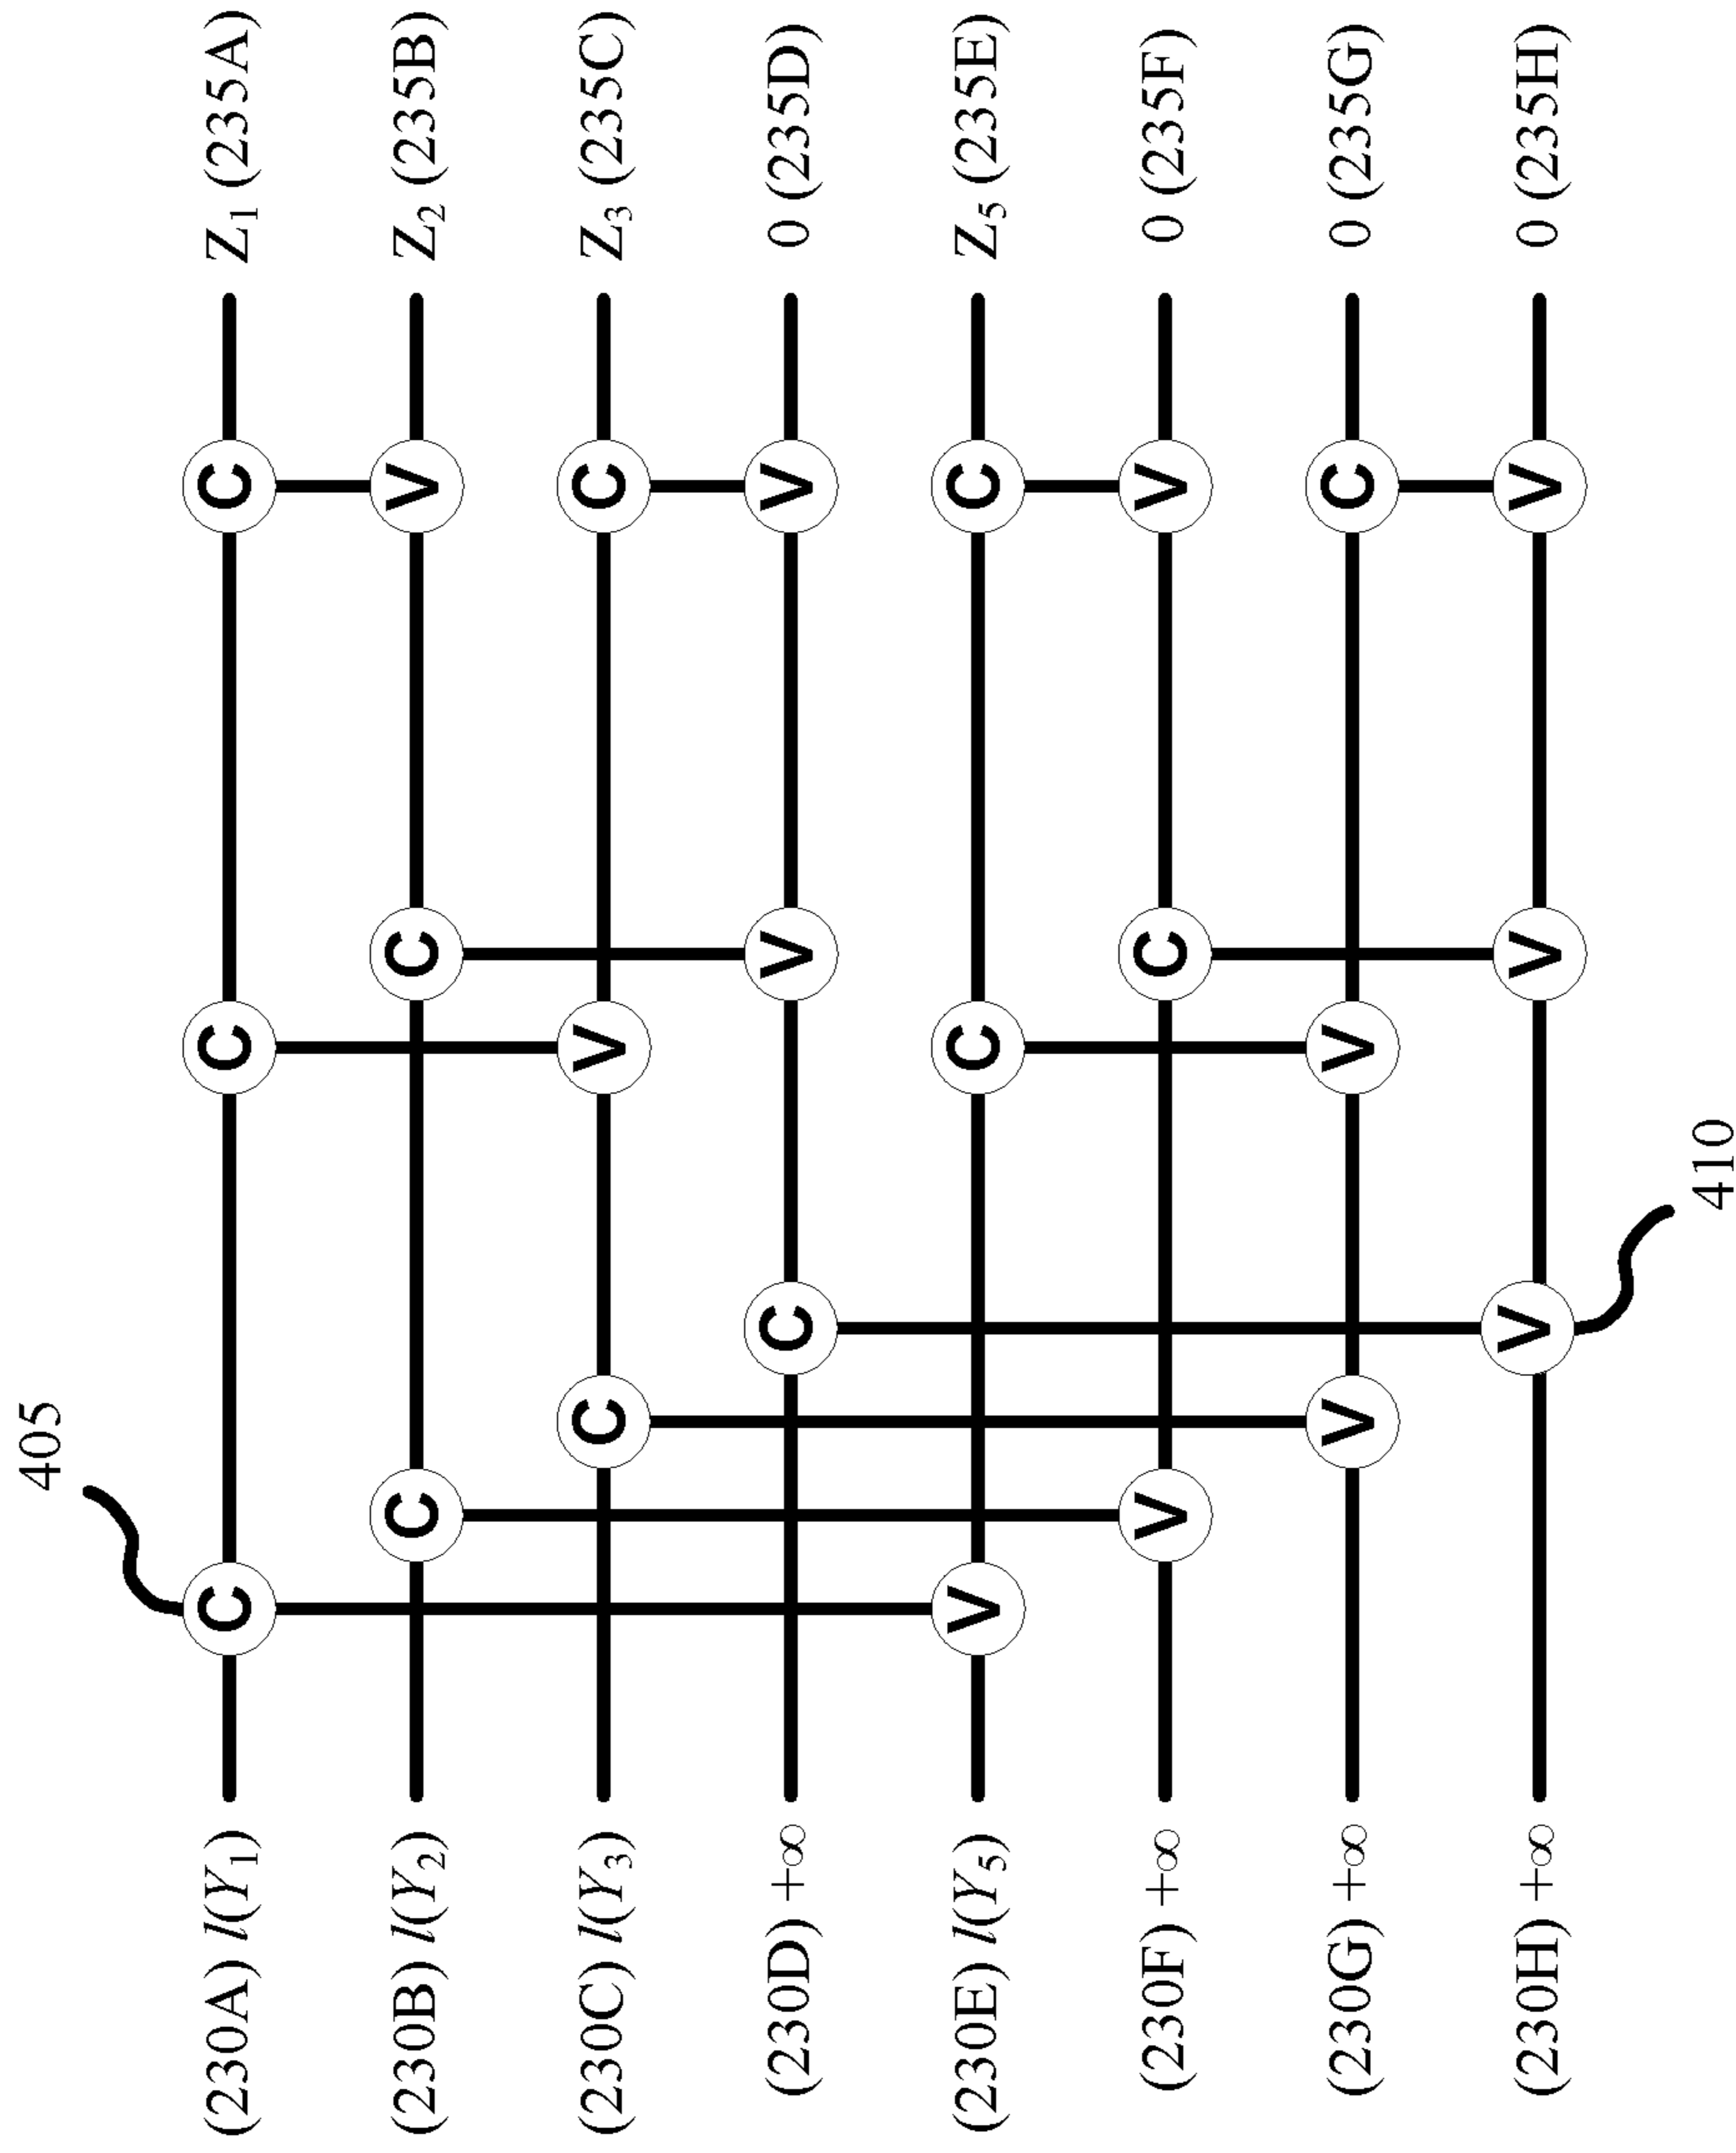 (230A) l(Y1) C C C Z1 (235A)
(230B) l(Y2) C C V Z2 (235B)
(230C) l(Y3) C V C Z3 (235C)
(230D) +∞ C V V 0 (235D)
(230E) l(Y5) V C C Z5 (235E)
(230F) +∞ V C V 0 (235F)
(230G) +∞ V V C 0 (235G)
(230H) +∞ V V V 0 (235H)
405
410